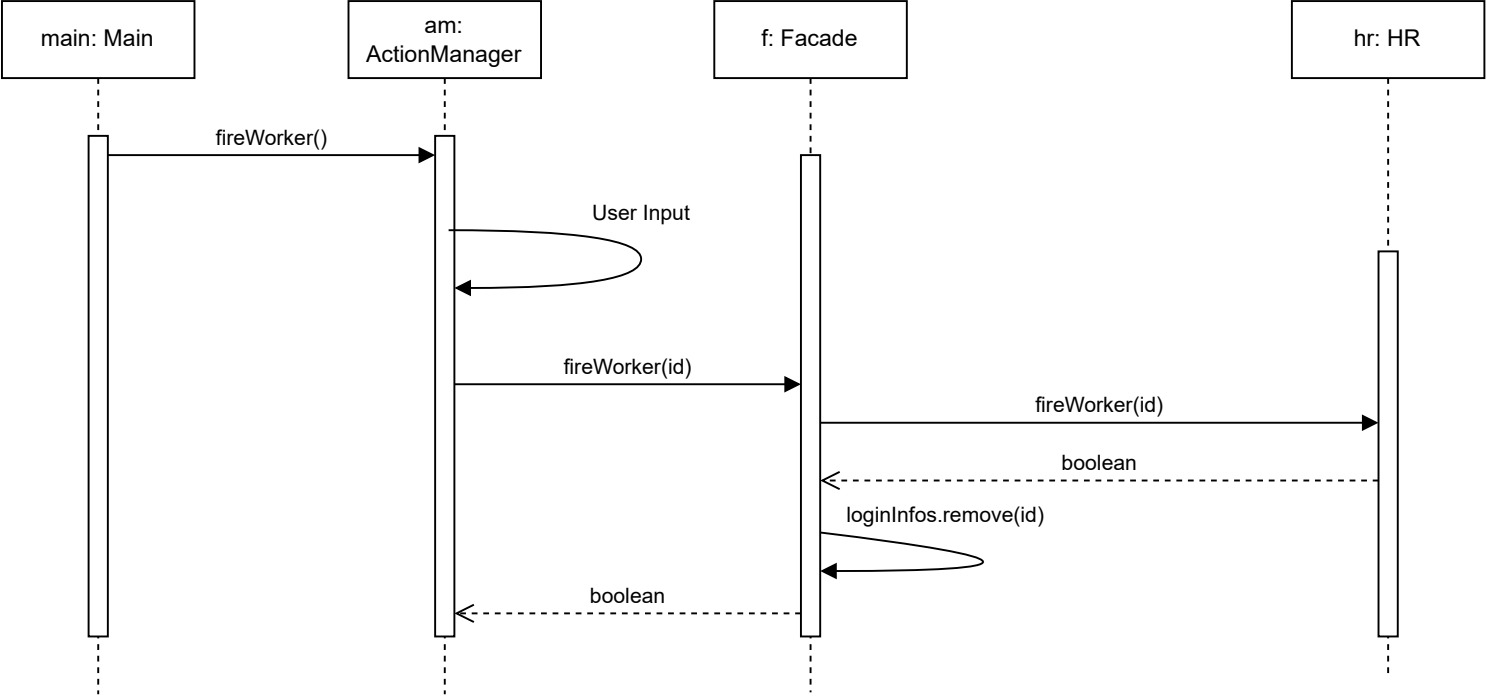 main: Main
am:
ActionManager
f: Facade
hr: HR
fireWorker()
User Input
fireWorker(id)
fireWorker(id)
boolean
loginInfos.remove(id)
boolean